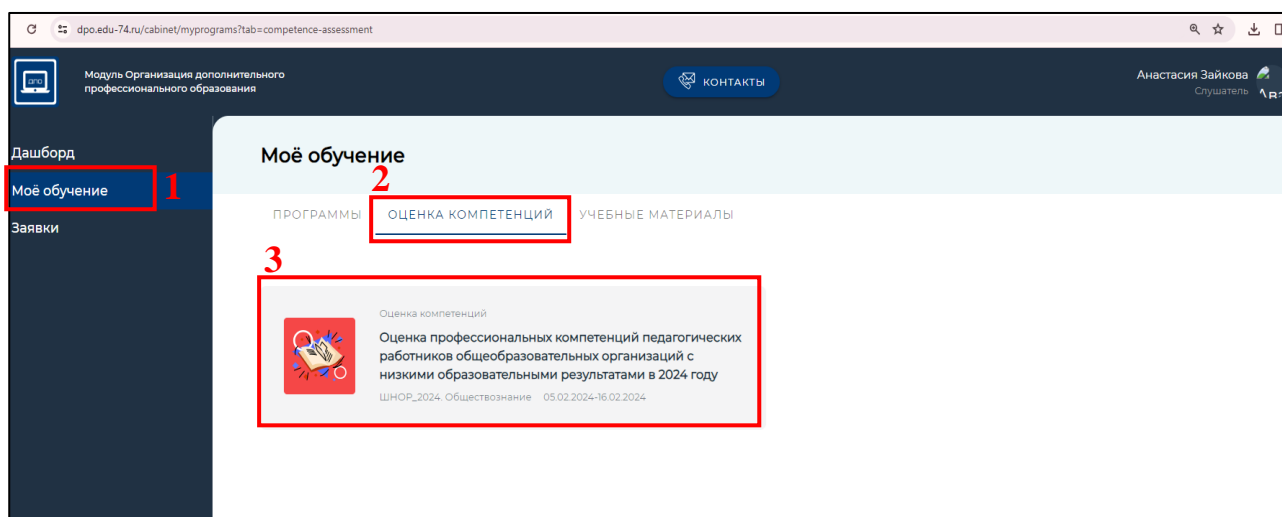 dpo.edu-74.ru/cabinet/myprograms?tab=competence-assessment
дпо
Модуль Организация дополнительного
профессионального образования
КОНТАКТЫ
Анастасия Зайкова
Слушатель
Дашборд
Моё обучение
1
Заявки
Моё обучение
2
ПРОГРАММЫ ОЦЕНКА КОМПЕТЕНЦИЙ УЧЕБНЫЕ МАТЕРИАЛЫ
3
Оценка компетенций
Оценка профессиональных компетенций педагогических
работников общеобразовательных организаций с
низкими образовательными результатами в 2024 году
ШНОР_2024. Обществознание 05.02.2024-16.02.2024